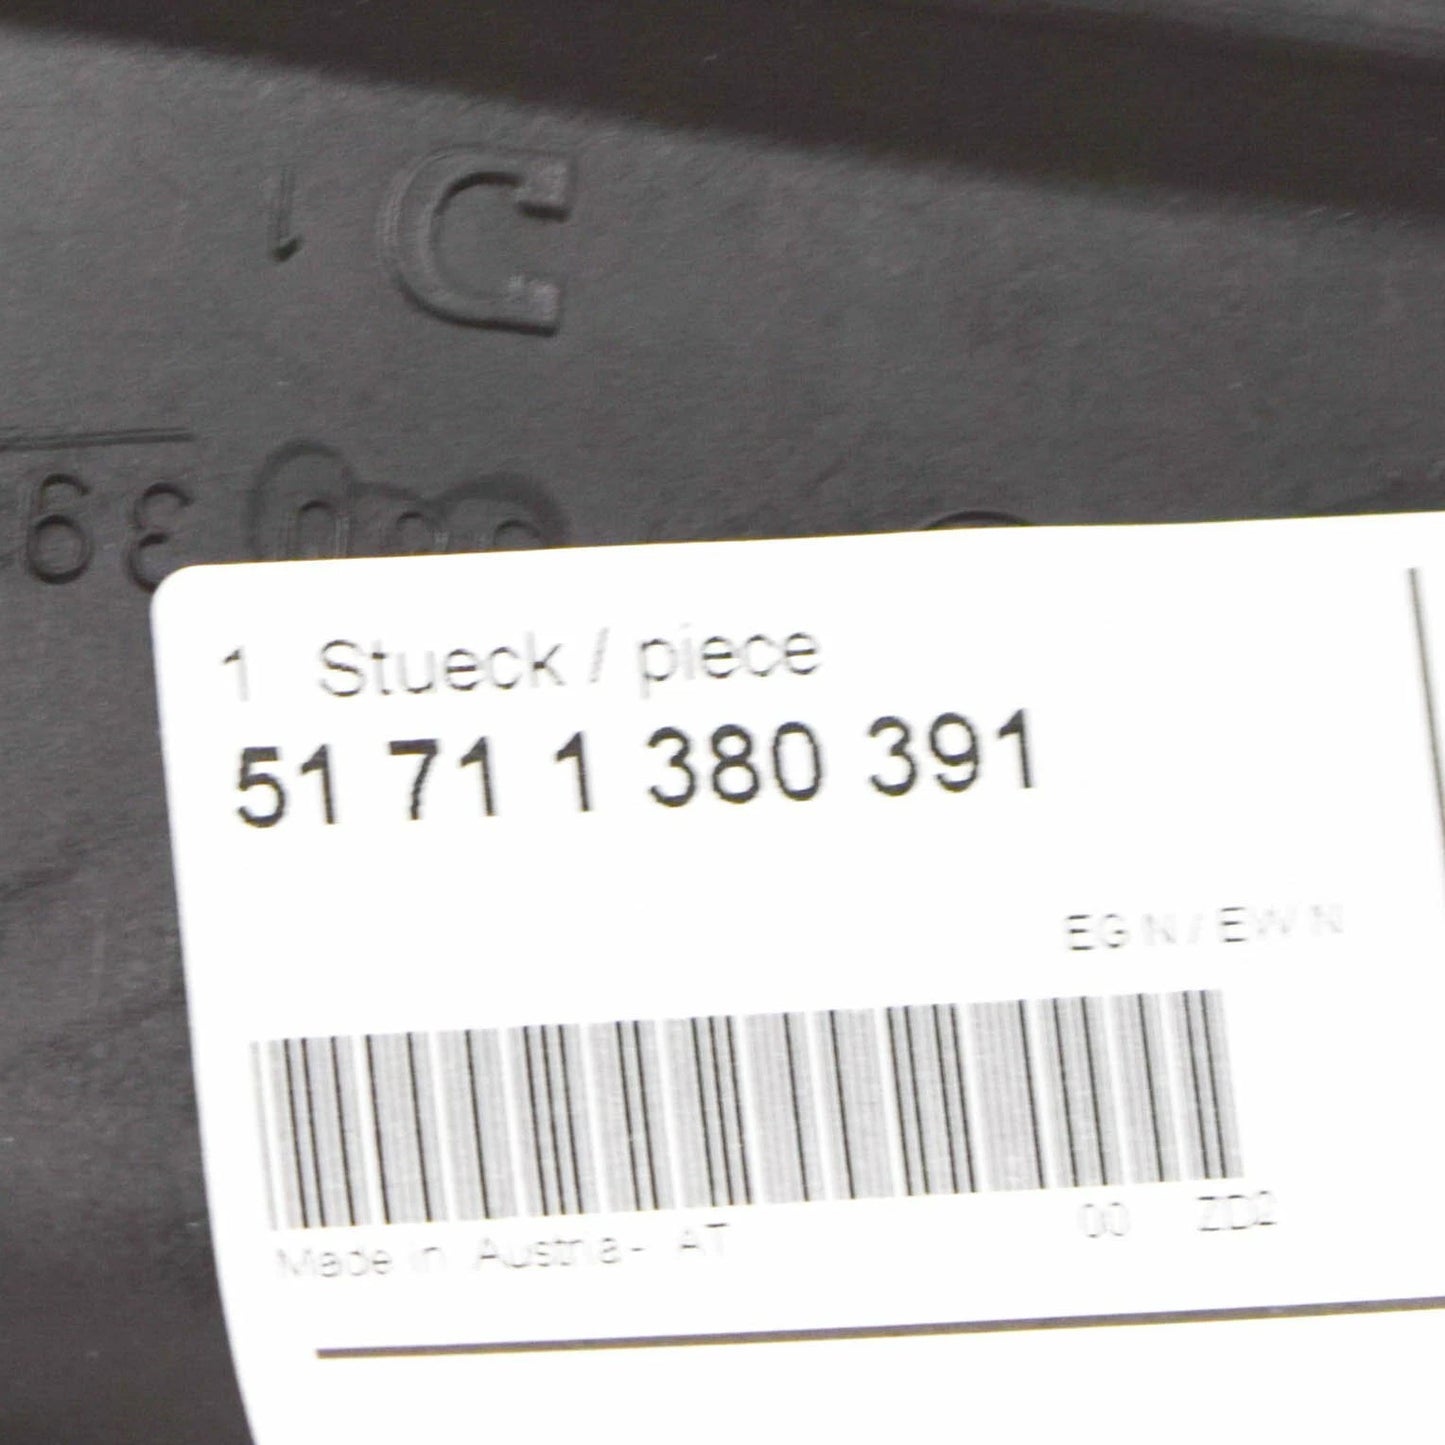 1 Stueck / piece
51 71 1 380 391
EG N / EW N
Made in Austria - AT 00 ZD2